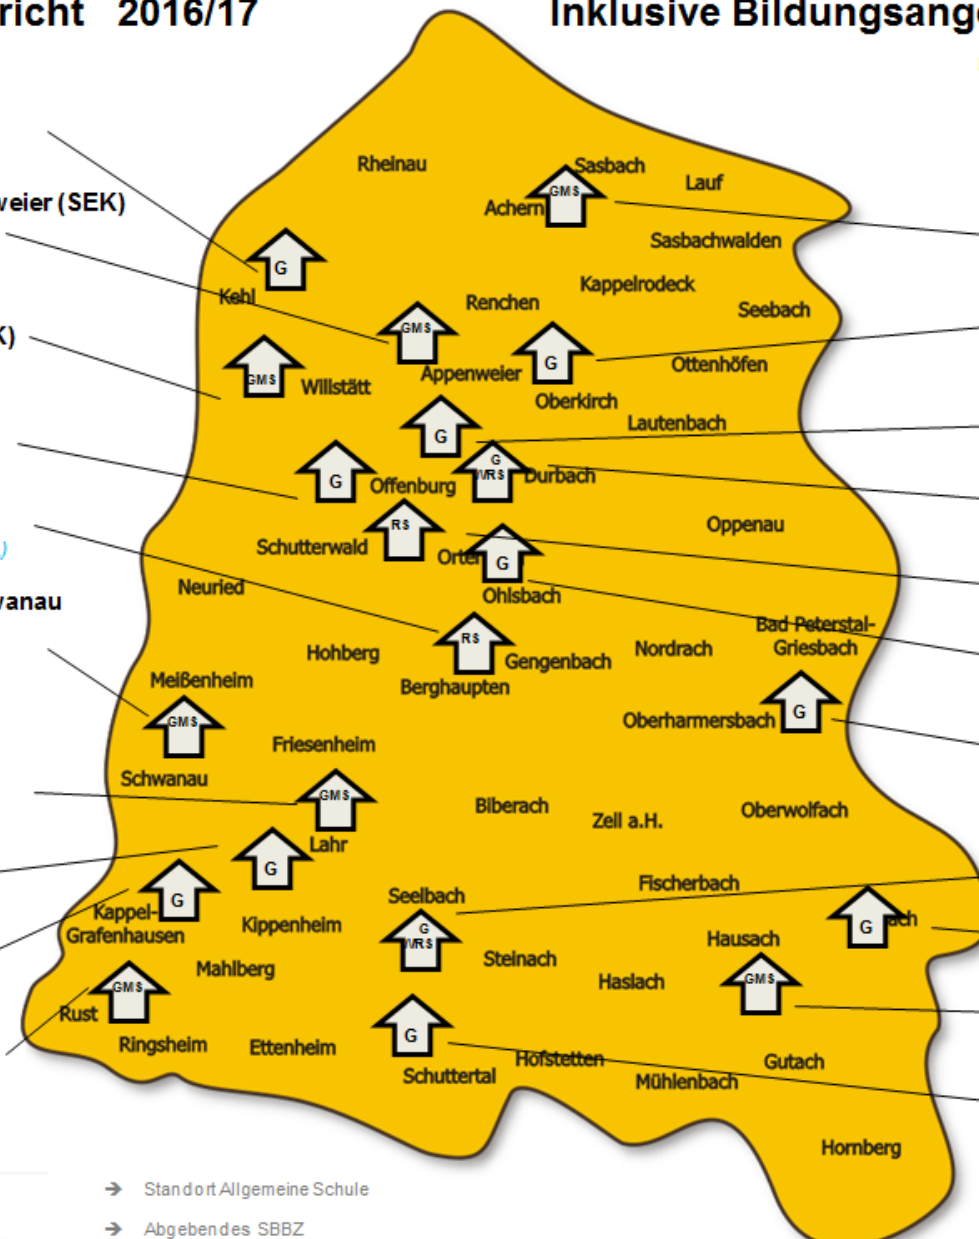 richt 2016/17
Inklusive Bildungsange
Rheinau
Sasbach
GMS
Lauf
weier (SEK)
Achern
Sasbachwalden
G
Kappelrodeck
Kehl
Renchen
Seebach
GMS
K)
G
Ottenhöfen
GMS
Willstätt
Appenweier
Oberkirch
Lautenbach
G
G
WRS
Durbach
G
Offenburg
RS
Oppenau
Schutterwald
Orte
G
)
Neuried
Ohlsbach
wanau
Bad Peterstal-
Griesbach
RS
Hohberg
Gengenbach
Nordrach
Meißenheim
Berghaupten
G
GMS
Oberharmersbach
Friesenheim
Schwanau
GMS
Biberach
Zell a.H.
Oberwolfach
Lahr
G
Fischerbach
G
Seelbach
Kappel-
Grafenhausen
Kippenheim
G
WRS
G
ach
Hausach
Steinach
Mahlberg
Haslach
GMS
GMS
Rust
G
Ringsheim
Ettenheim
Hofstetten
Gutach
Schuttertal
Mühlenbach
Hornberg
→ Standort Allgemeine Schule
→ Abgebendes SBBZ